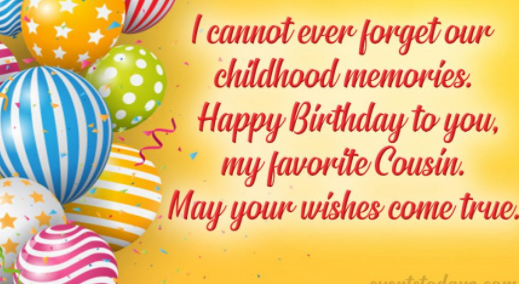 I cannot ever forget our
childhood memories.
Happy Birthday to you,
my favorite Cousin.
May your wishes come true.